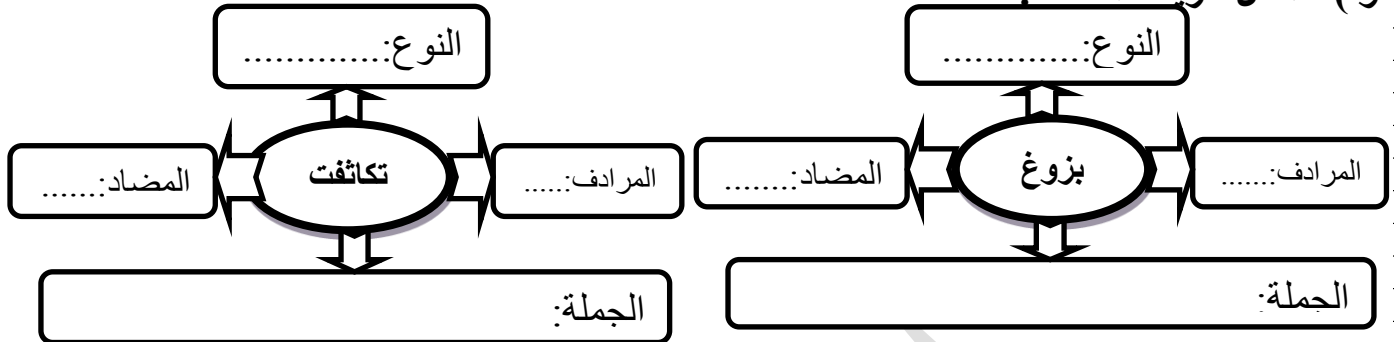 النوع:..............
المرادف:......
بزوغ
المضاد:.......
الجملة:
النوع:..............
المرادف:.....
تكاثفت
المضاد:.......
الجملة: